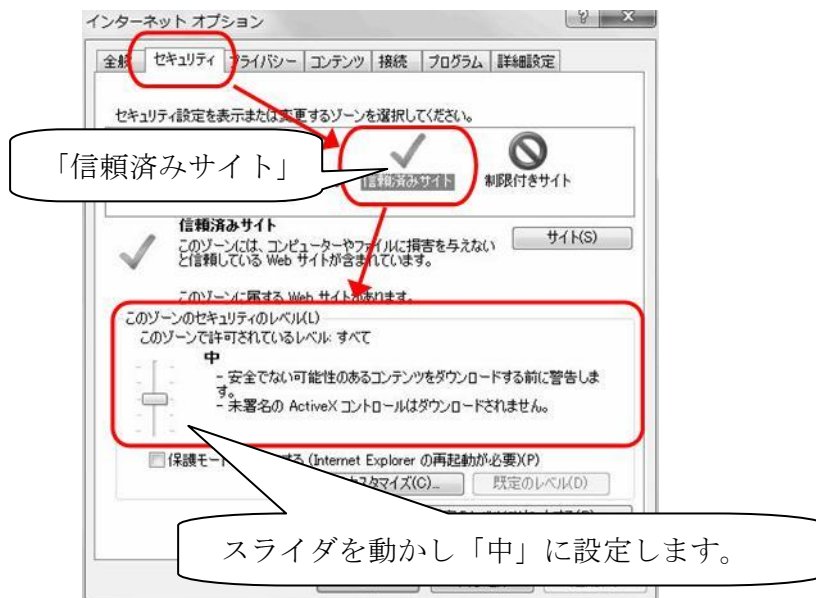 インターネット オプション
全般 セキュリティ プライバシー コンテンツ 接続 プログラム 詳細設定
セキュリティ設定を表示または変更するゾーンを選択してください。
「信頼済みサイト」
信頼済みサイト 制限付きサイト
信頼済みサイト
サイト(S)
このゾーンには、コンピューターやファイルに損害を与えない
と信頼している Web サイトが含まれています。
このゾーンに属する Web サイトがあります。
このゾーンのセキュリティのレベル(L)
このゾーンで許可されているレベル: すべて
中
- 安全でない可能性のあるコンテンツをダウンロードする前に警告しま
す。
- 未署名の ActiveX コントロールはダウンロードされません。
保護モード する (Internet Explorer の再起動が必要)(P)
スタマイズ(C)... 既定のレベル(D)
スライダを動かし「中」に設定します。